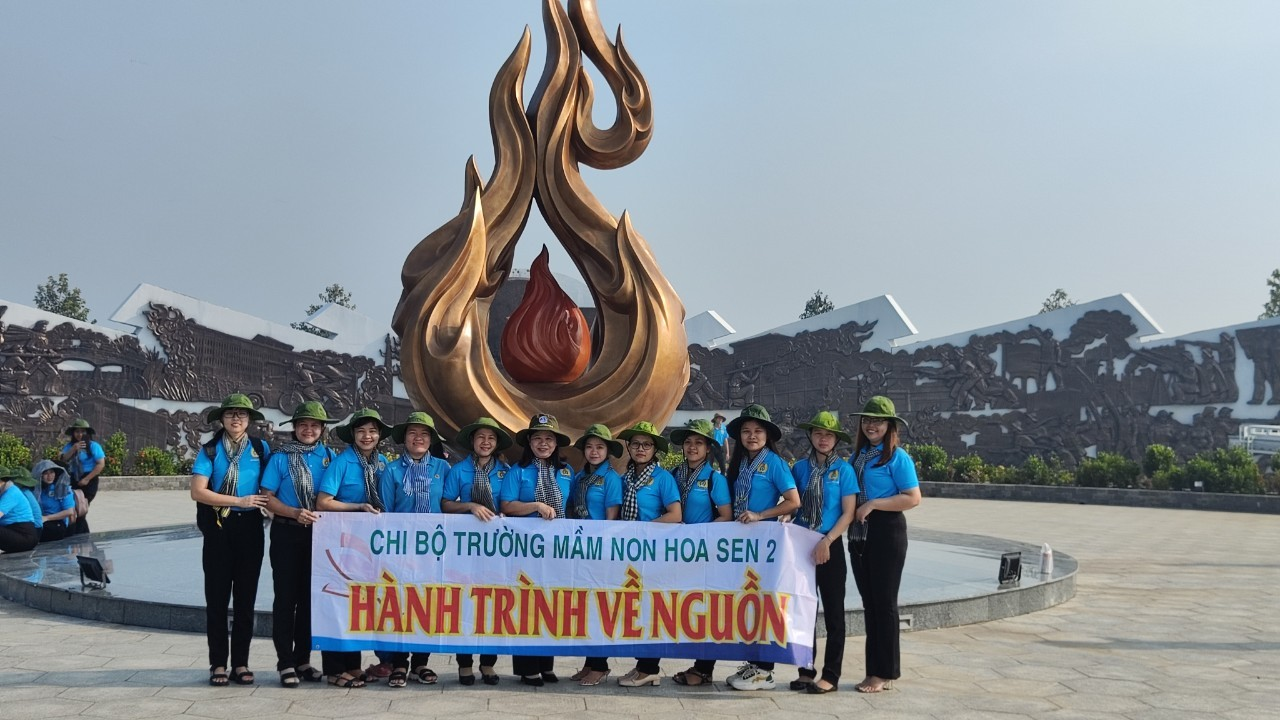 CHI BỘ TRƯỜNG MẦM NON HOA SEN 2
HÀNH TRÌNH VỀ NGUỒN